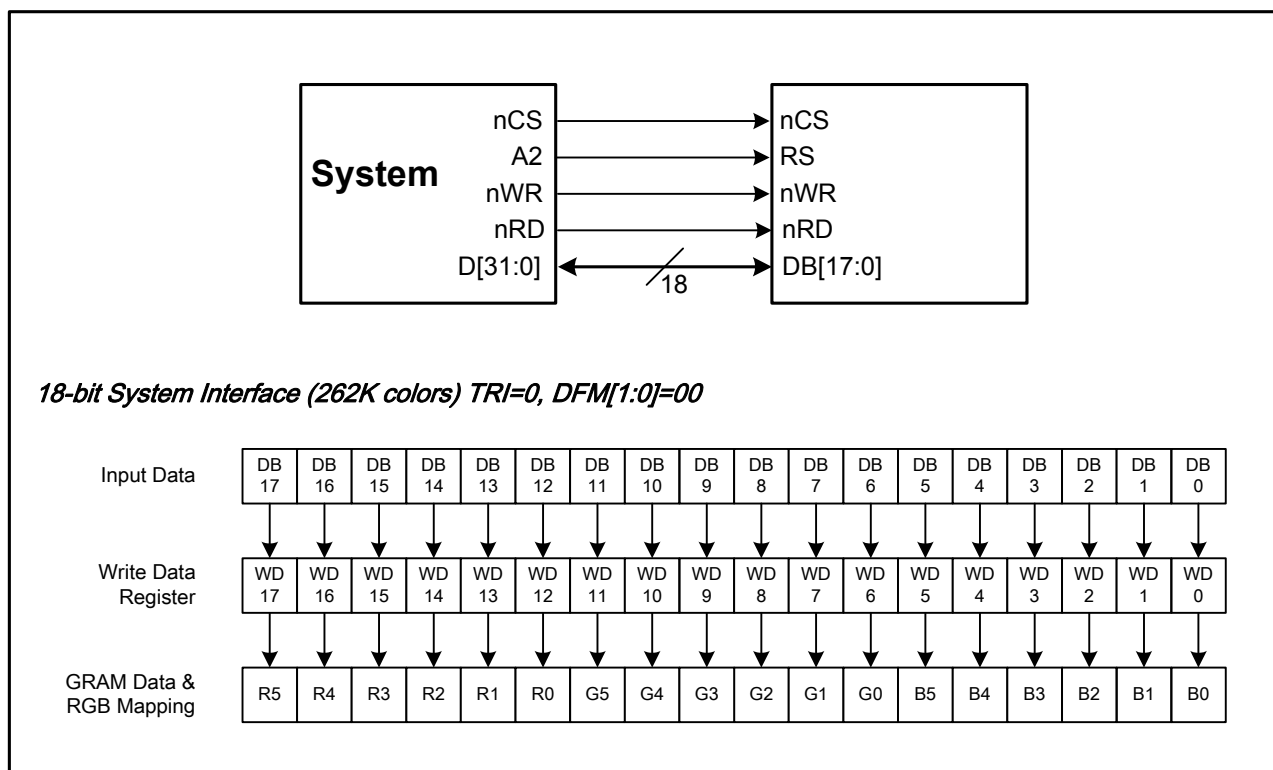 nCS nCS
System A2 RS
nWR nWR
nRD nRD
D[31:0] 18 DB[17:0]
18-bit System Interface (262K colors) TRI=0, DFM[1:0]=00
Input Data DB 17 DB 16 DB 15 DB 14 DB 13 DB 12 DB 11 DB 10 DB 9 DB 8 DB 7 DB 6 DB 5 DB 4 DB 3 DB 2 DB 1 DB 0
Write Data Register WD 17 WD 16 WD 15 WD 14 WD 13 WD 12 WD 11 WD 10 WD 9 WD 8 WD 7 WD 6 WD 5 WD 4 WD 3 WD 2 WD 1 WD 0
GRAM Data & RGB Mapping R5 R4 R3 R2 R1 R0 G5 G4 G3 G2 G1 G0 B5 B4 B3 B2 B1 B0